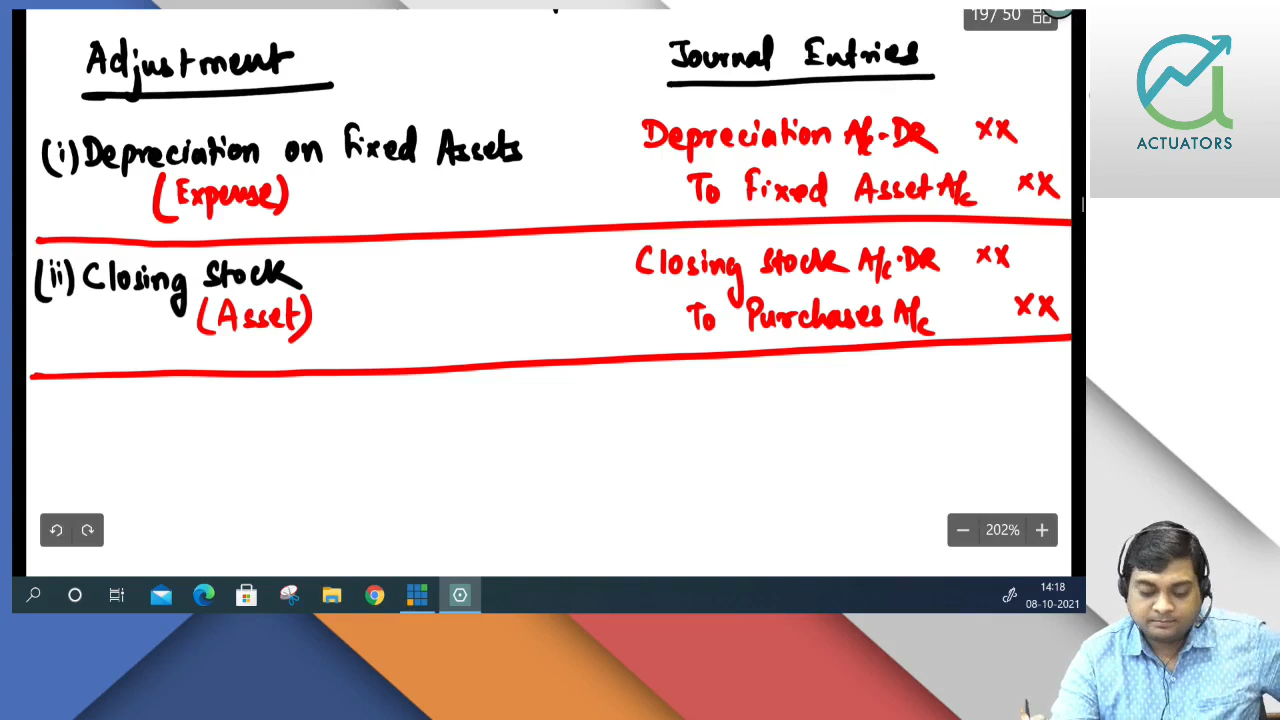 19 / 50
Adjustment
Journal Entries
(i) Depreciation on Fixed Assets
(Expense)
Depreciation A/c - DR xx
To Fixed Asset A/c xx
(ii) Closing Stock
(Asset)
Closing Stock A/c - DR xx
To Purchases A/c xx
202%
14:18
08-10-2021
ACTUATORS